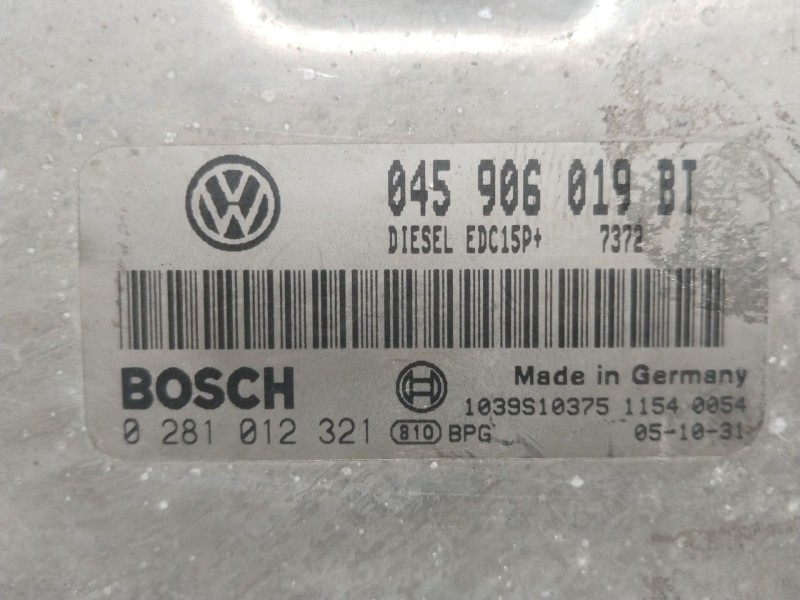 045 906 019 BT
DIESEL EDC15P+ 7372
BOSCH
Made in Germany
1039S10375 1154 0054
0 281 012 321 810 BPG 05-10-31